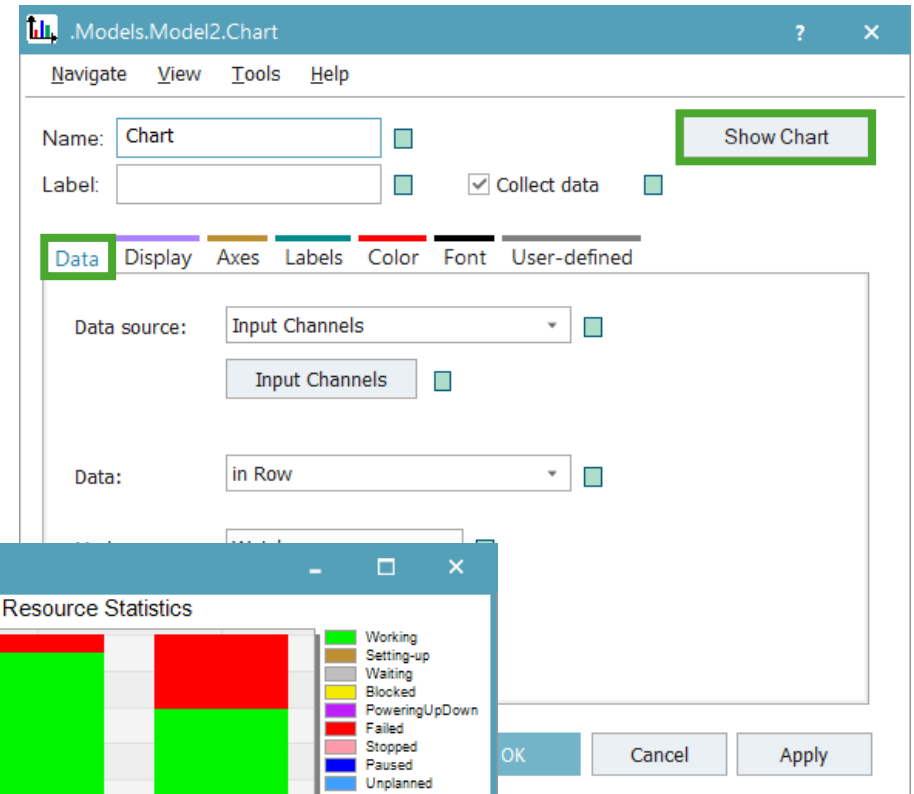 .Models.Model2.Chart ? ×
Navigate View Tools Help
Name: Chart Show Chart
Label: Collect data
Data Display Axes Labels Color Font User-defined
Data source: Input Channels
Input Channels
Data: in Row
Resource Statistics
Working
Setting-up
Waiting
Blocked
PoweringUpDown
Failed
Stopped
Paused
Unplanned
OK Cancel Apply